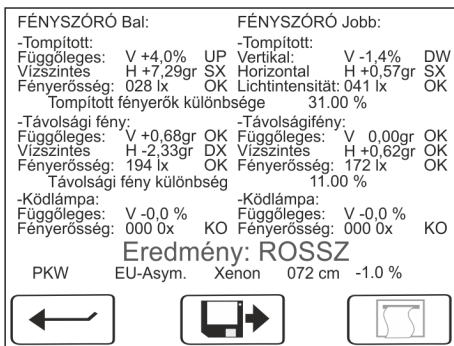 FÉNYSZÓRÓ Bal: FÉNYSZÓRÓ Jobb:
-Tompított: -Tompított:
Függőleges: V +4,0% UP Vertikal: V -1,4% DW
Vízszintes H +7,29gr SX Horizontal H +0,57gr SX
Fényerősség: 028 lx OK Lichtintensität: 041 lx OK
Tompított fényerők különbsége 31.00 %
-Távolsági fény: -Távolságifény:
Függőleges: V +0,68gr OK Függőleges: V 0,00gr OK
Vízszintes H -2,33gr DX Vízszintes H +0,62gr OK
Fényerősség: 194 lx OK Fényerősség: 172 lx OK
Távolsági fény különbség 11.00 %
-Ködlámpa: -Ködlámpa:
Függőleges: V -0,0 % Függőleges: V -0,0 %
Fényerősség: 000 0x KO Fényerősség: 000 0x KO
Eredmény: ROSSZ
PKW EU-Asym. Xenon 072 cm -1.0 %